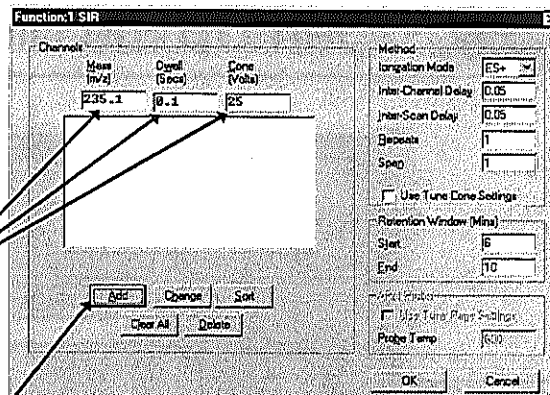 Function:1 SIR
Channels
Mass (m/z)
Dwell (Secs)
Cone (Volts)
235.1
0.1
25
Add
Change
Sort
Clear All
Delete
Method
Ionization Mode
ES+
Inter-Channel Delay
0.05
Inter-Scan Delay
0.05
Repeats
1
Span
1
Use Tune Cone Settings
Retention Window (Mins)
Start
6
End
10
Use Tune Page Settings
Probe Temp
600
OK
Cancel